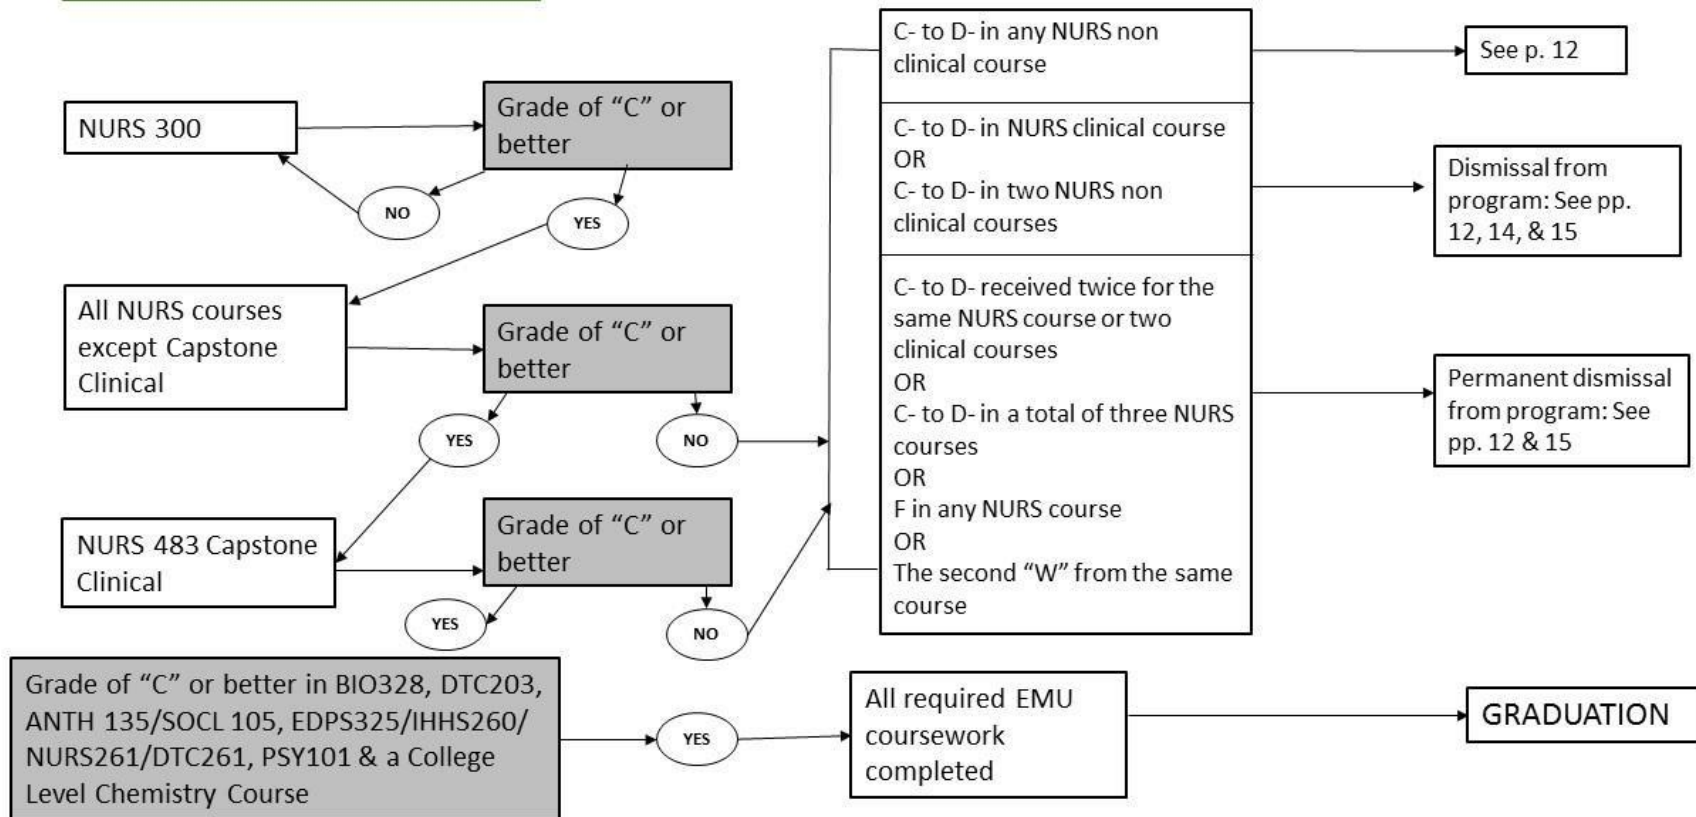 NURS 300
Grade of “C” or
better
NO
YES
All NURS courses
except Capstone
Clinical
Grade of “C” or
better
YES
NO
NURS 483 Capstone
Clinical
Grade of “C” or
better
YES
NO
C- to D- in any NURS non
clinical course
See p. 12
C- to D- in NURS clinical course
OR
C- to D- in two NURS non
clinical courses
Dismissal from
program: See pp.
12, 14, & 15
C- to D- received twice for the
same NURS course or two
clinical courses
OR
C- to D- in a total of three NURS
courses
OR
F in any NURS course
OR
The second “W” from the same
course
Permanent dismissal
from program: See
pp. 12 & 15
Grade of “C” or better in BIO328, DTC203,
ANTH 135/SOCL 105, EDPS325/IHHS260/
NURS261/DTC261, PSY101 & a College
Level Chemistry Course
YES
All required EMU
coursework
completed
GRADUATION